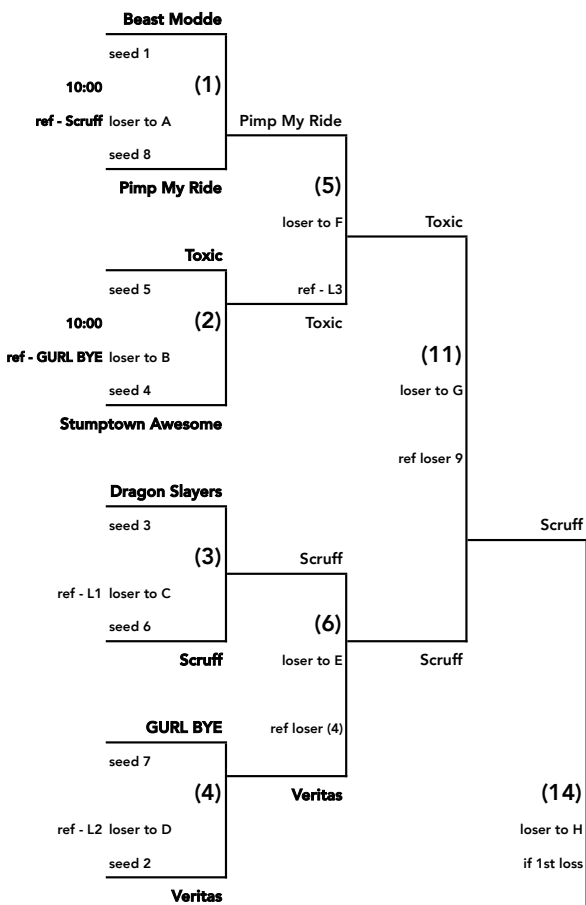 Beast Modde
seed 1
10:00
(1)
ref - Scruff loser to A
Pimp My Ride
seed 8
Pimp My Ride
(5)
loser to F
Toxic
Toxic
seed 5
ref - L3
10:00
(2)
Toxic
ref - GURL BYE loser to B
(11)
seed 4
loser to G
Stumptown Awesome
ref loser 9
Dragon Slayers
seed 3
Scruff
(3)
Scruff
ref - L1 loser to C
seed 6
(6)
Scruff
loser to E
Scruff
GURL BYE
ref loser (4)
seed 7
(4)
Veritas
(14)
ref - L2 loser to D
loser to H
seed 2
if 1st loss
Veritas